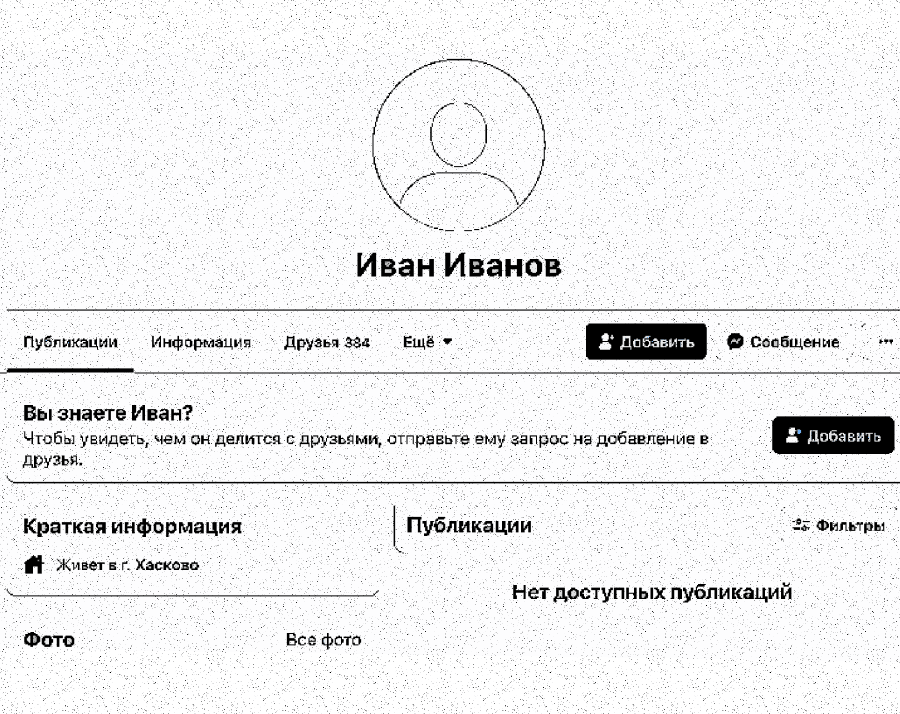 Иван Иванов
Публикации Информация Друзья 384 Ещё Добавить Сообщение ...
Вы знаете Иван?
Чтобы увидеть, чем он делится с друзьями, отправьте ему запрос на добавление в
друзья.
Добавить
Краткая информация
Живет в г. Хасково
Публикации Фильтры
Нет доступных публикаций
Фото Все фото